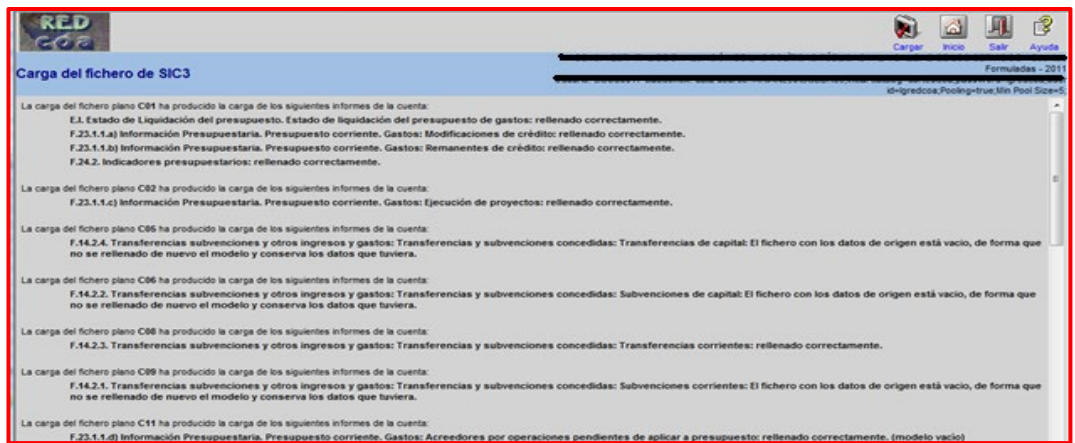 RED
coa
Cargar Inicio Salir Ayuda
Carga del fichero de SIC3
Formuladas - 2011
id=igredcoa;Pooling=true;Min Pool Size=5;
La carga del fichero plano C01 ha producido la carga de los siguientes informes de la cuenta:
E.I. Estado de Liquidación del presupuesto. Estado de liquidación del presupuesto de gastos: rellenado correctamente.
F.23.1.1.a) Información Presupuestaria. Presupuesto corriente. Gastos: Modificaciones de crédito: rellenado correctamente.
F.23.1.1.b) Información Presupuestaria. Presupuesto corriente. Gastos: Remanentes de crédito: rellenado correctamente.
F.24.2. Indicadores presupuestarios: rellenado correctamente.
La carga del fichero plano C02 ha producido la carga de los siguientes informes de la cuenta:
F.23.1.1.c) Información Presupuestaria. Presupuesto corriente. Gastos: Ejecución de proyectos: rellenado correctamente.
La carga del fichero plano C05 ha producido la carga de los siguientes informes de la cuenta:
F.14.2.4. Transferencias subvenciones y otros ingresos y gastos: Transferencias y subvenciones concedidas: Transferencias de capital: El fichero con los datos de origen está vacio, de forma que
no se rellenado de nuevo el modelo y conserva los datos que tuviera.
La carga del fichero plano C06 ha producido la carga de los siguientes informes de la cuenta:
F.14.2.2. Transferencias subvenciones y otros ingresos y gastos: Transferencias y subvenciones concedidas: Subvenciones de capital: El fichero con los datos de origen está vacio, de forma que
no se rellenado de nuevo el modelo y conserva los datos que tuviera.
La carga del fichero plano C08 ha producido la carga de los siguientes informes de la cuenta:
F.14.2.3. Transferencias subvenciones y otros ingresos y gastos: Transferencias y subvenciones concedidas: Transferencias corrientes: rellenado correctamente.
La carga del fichero plano C09 ha producido la carga de los siguientes informes de la cuenta:
F.14.2.1. Transferencias subvenciones y otros ingresos y gastos: Transferencias y subvenciones concedidas: Subvenciones corrientes: El fichero con los datos de origen está vacio, de forma que
no se rellenado de nuevo el modelo y conserva los datos que tuviera.
La carga del fichero plano C11 ha producido la carga de los siguientes informes de la cuenta:
F.23.1.1.d) Información Presupuestaria. Presupuesto corriente. Gastos: Acreedores por operaciones pendientes de aplicar a presupuesto: rellenado correctamente. (modelo vacio)